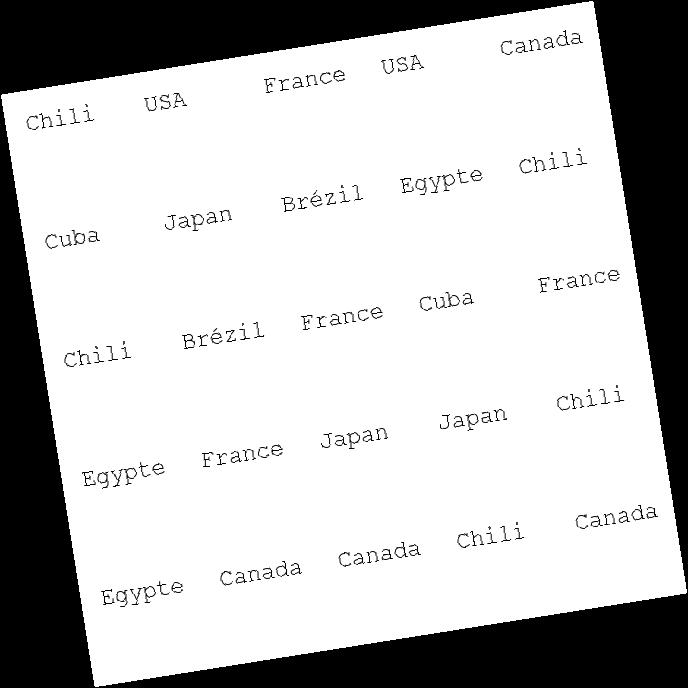 Chili USA France USA Canada
Cuba Japan Brézil Egypte Chili
Chili Brézil France Cuba France
Egypte France Japan Japan Chili
Egypte Canada Canada Chili Canada